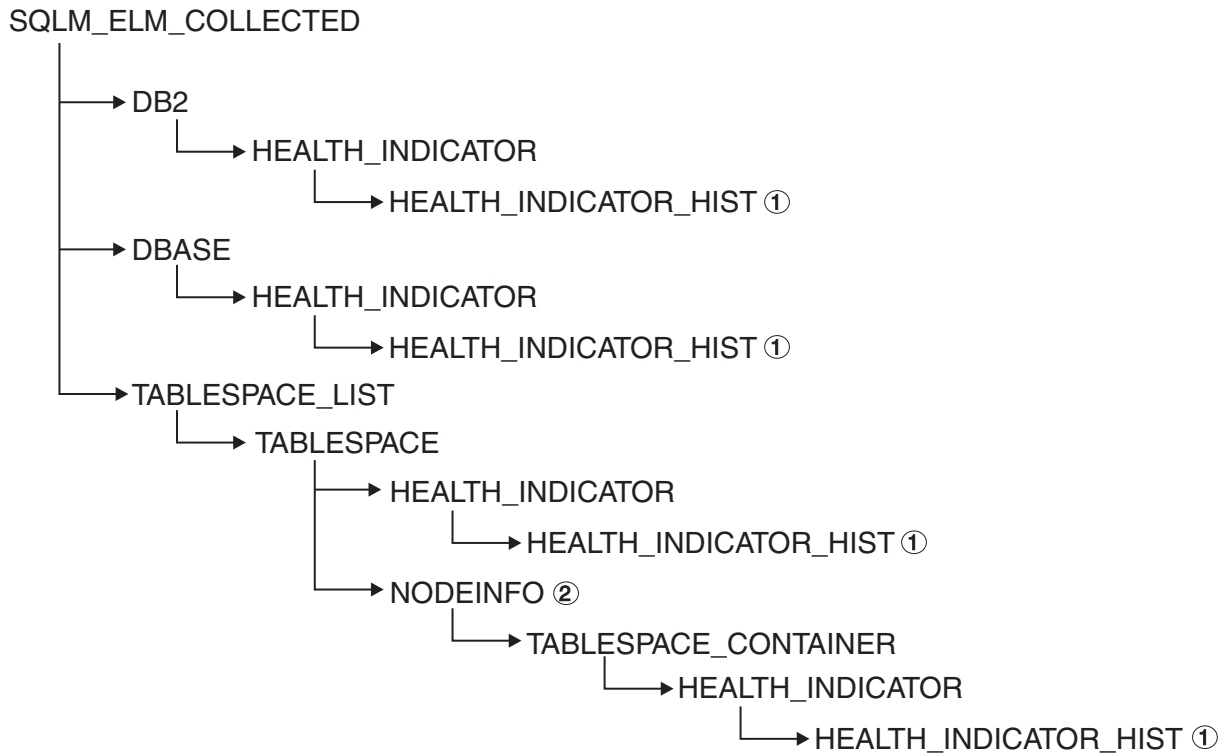 SQLM_ELM_COLLECTED
DB2
HEALTH_INDICATOR
HEALTH_INDICATOR_HIST ①
DBASE
HEALTH_INDICATOR
HEALTH_INDICATOR_HIST ①
TABLESPACE_LIST
TABLESPACE
HEALTH_INDICATOR
HEALTH_INDICATOR_HIST ①
NODEINFO ②
TABLESPACE_CONTAINER
HEALTH_INDICATOR
HEALTH_INDICATOR_HIST ①